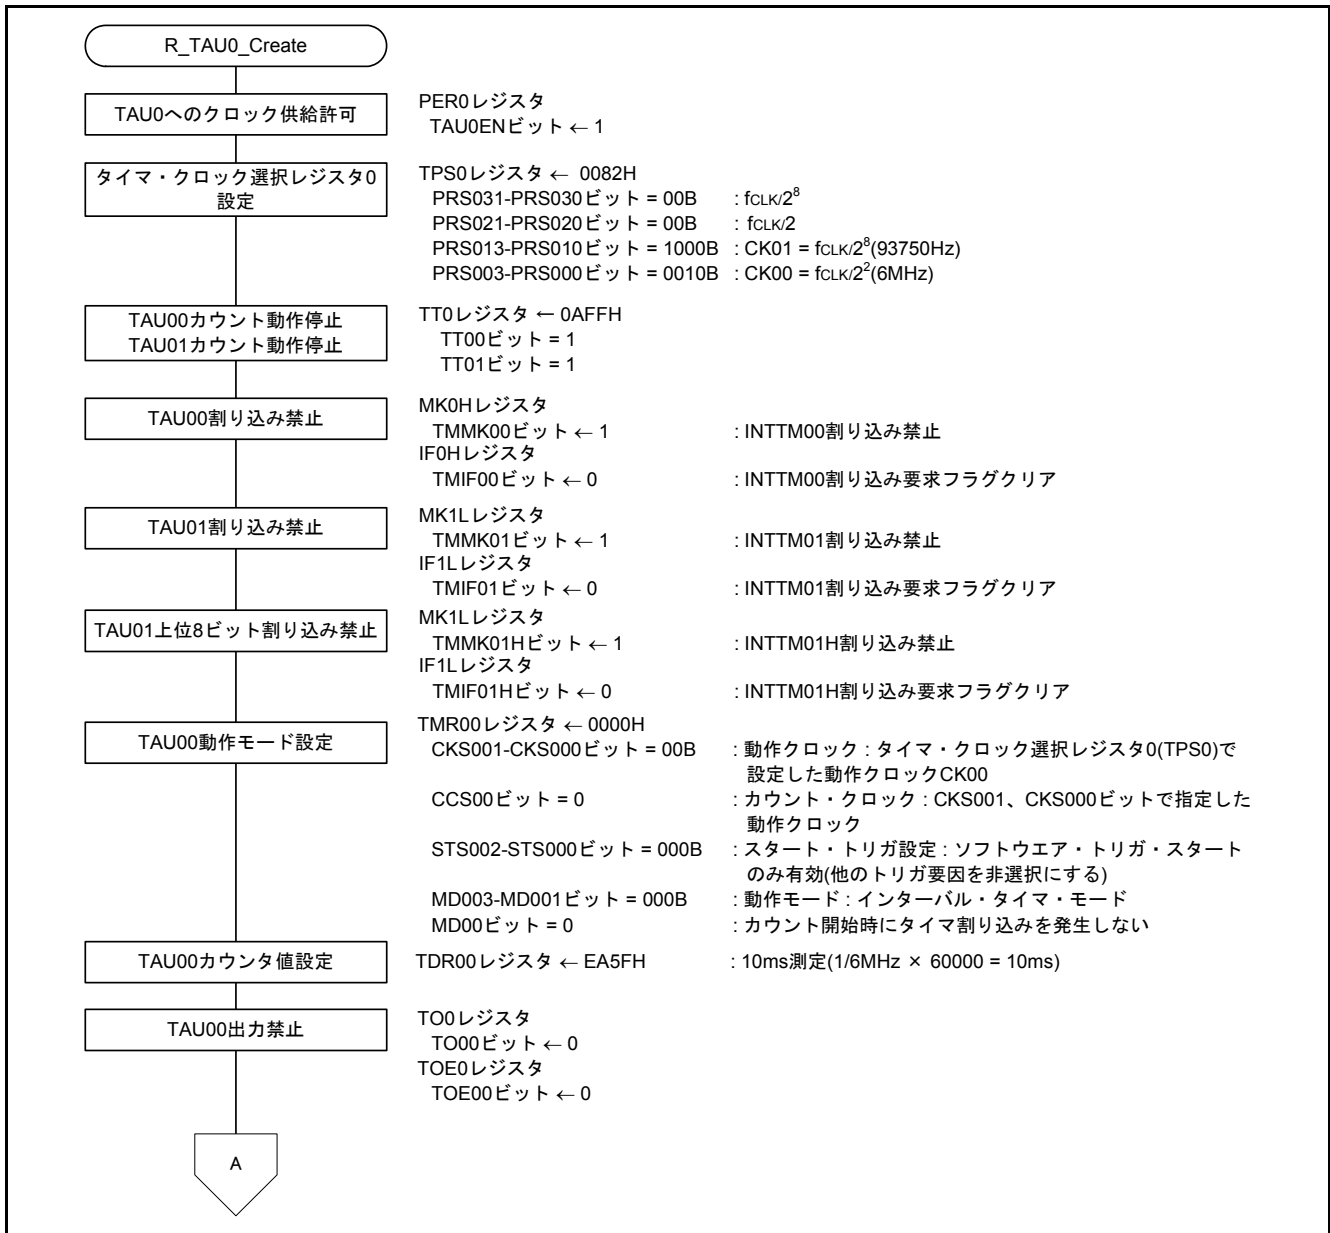 R_TAU0_Create
TAU0へのクロック供給許可
PER0レジスタ
TAU0ENビット ← 1
タイマ・クロック選択レジスタ0
設定
TPS0レジスタ ← 0082H
PRS031-PRS030ビット = 00B : fCLK/2⁸
PRS021-PRS020ビット = 00B : fCLK/2
PRS013-PRS010ビット = 1000B : CK01 = fCLK/2⁸(93750Hz)
PRS003-PRS000ビット = 0010B : CK00 = fCLK/2²(6MHz)
TAU00カウント動作停止
TAU01カウント動作停止
TT0レジスタ ← 0AFFH
TT00ビット = 1
TT01ビット = 1
TAU00割り込み禁止
MK0Hレジスタ
TMMK00ビット ← 1 : INTTM00割り込み禁止
IF0Hレジスタ
TMIF00ビット ← 0 : INTTM00割り込み要求フラグクリア
TAU01割り込み禁止
MK1Lレジスタ
TMMK01ビット ← 1 : INTTM01割り込み禁止
IF1Lレジスタ
TMIF01ビット ← 0 : INTTM01割り込み要求フラグクリア
TAU01上位8ビット割り込み禁止
MK1Lレジスタ
TMMK01Hビット ← 1 : INTTM01H割り込み禁止
IF1Lレジスタ
TMIF01Hビット ← 0 : INTTM01H割り込み要求フラグクリア
TAU00動作モード設定
TMR00レジスタ ← 0000H
CKS001-CKS000ビット = 00B : 動作クロック : タイマ・クロック選択レジスタ0(TPS0)で
設定した動作クロックCK00
CCS00ビット = 0 : カウント・クロック : CKS001、CKS000ビットで指定した
動作クロック
STS002-STS000ビット = 000B : スタート・トリガ設定 : ソフトウエア・トリガ・スタート
のみ有効(他のトリガ要因を非選択にする)
MD003-MD001ビット = 000B : 動作モード : インターバル・タイマ・モード
MD00ビット = 0 : カウント開始時にタイマ割り込みを発生しない
TAU00カウンタ値設定
TDR00レジスタ ← EA5FH : 10ms測定(1/6MHz × 60000 = 10ms)
TAU00出力禁止
TO0レジスタ
TO00ビット ← 0
TOE0レジスタ
TOE00ビット ← 0
A